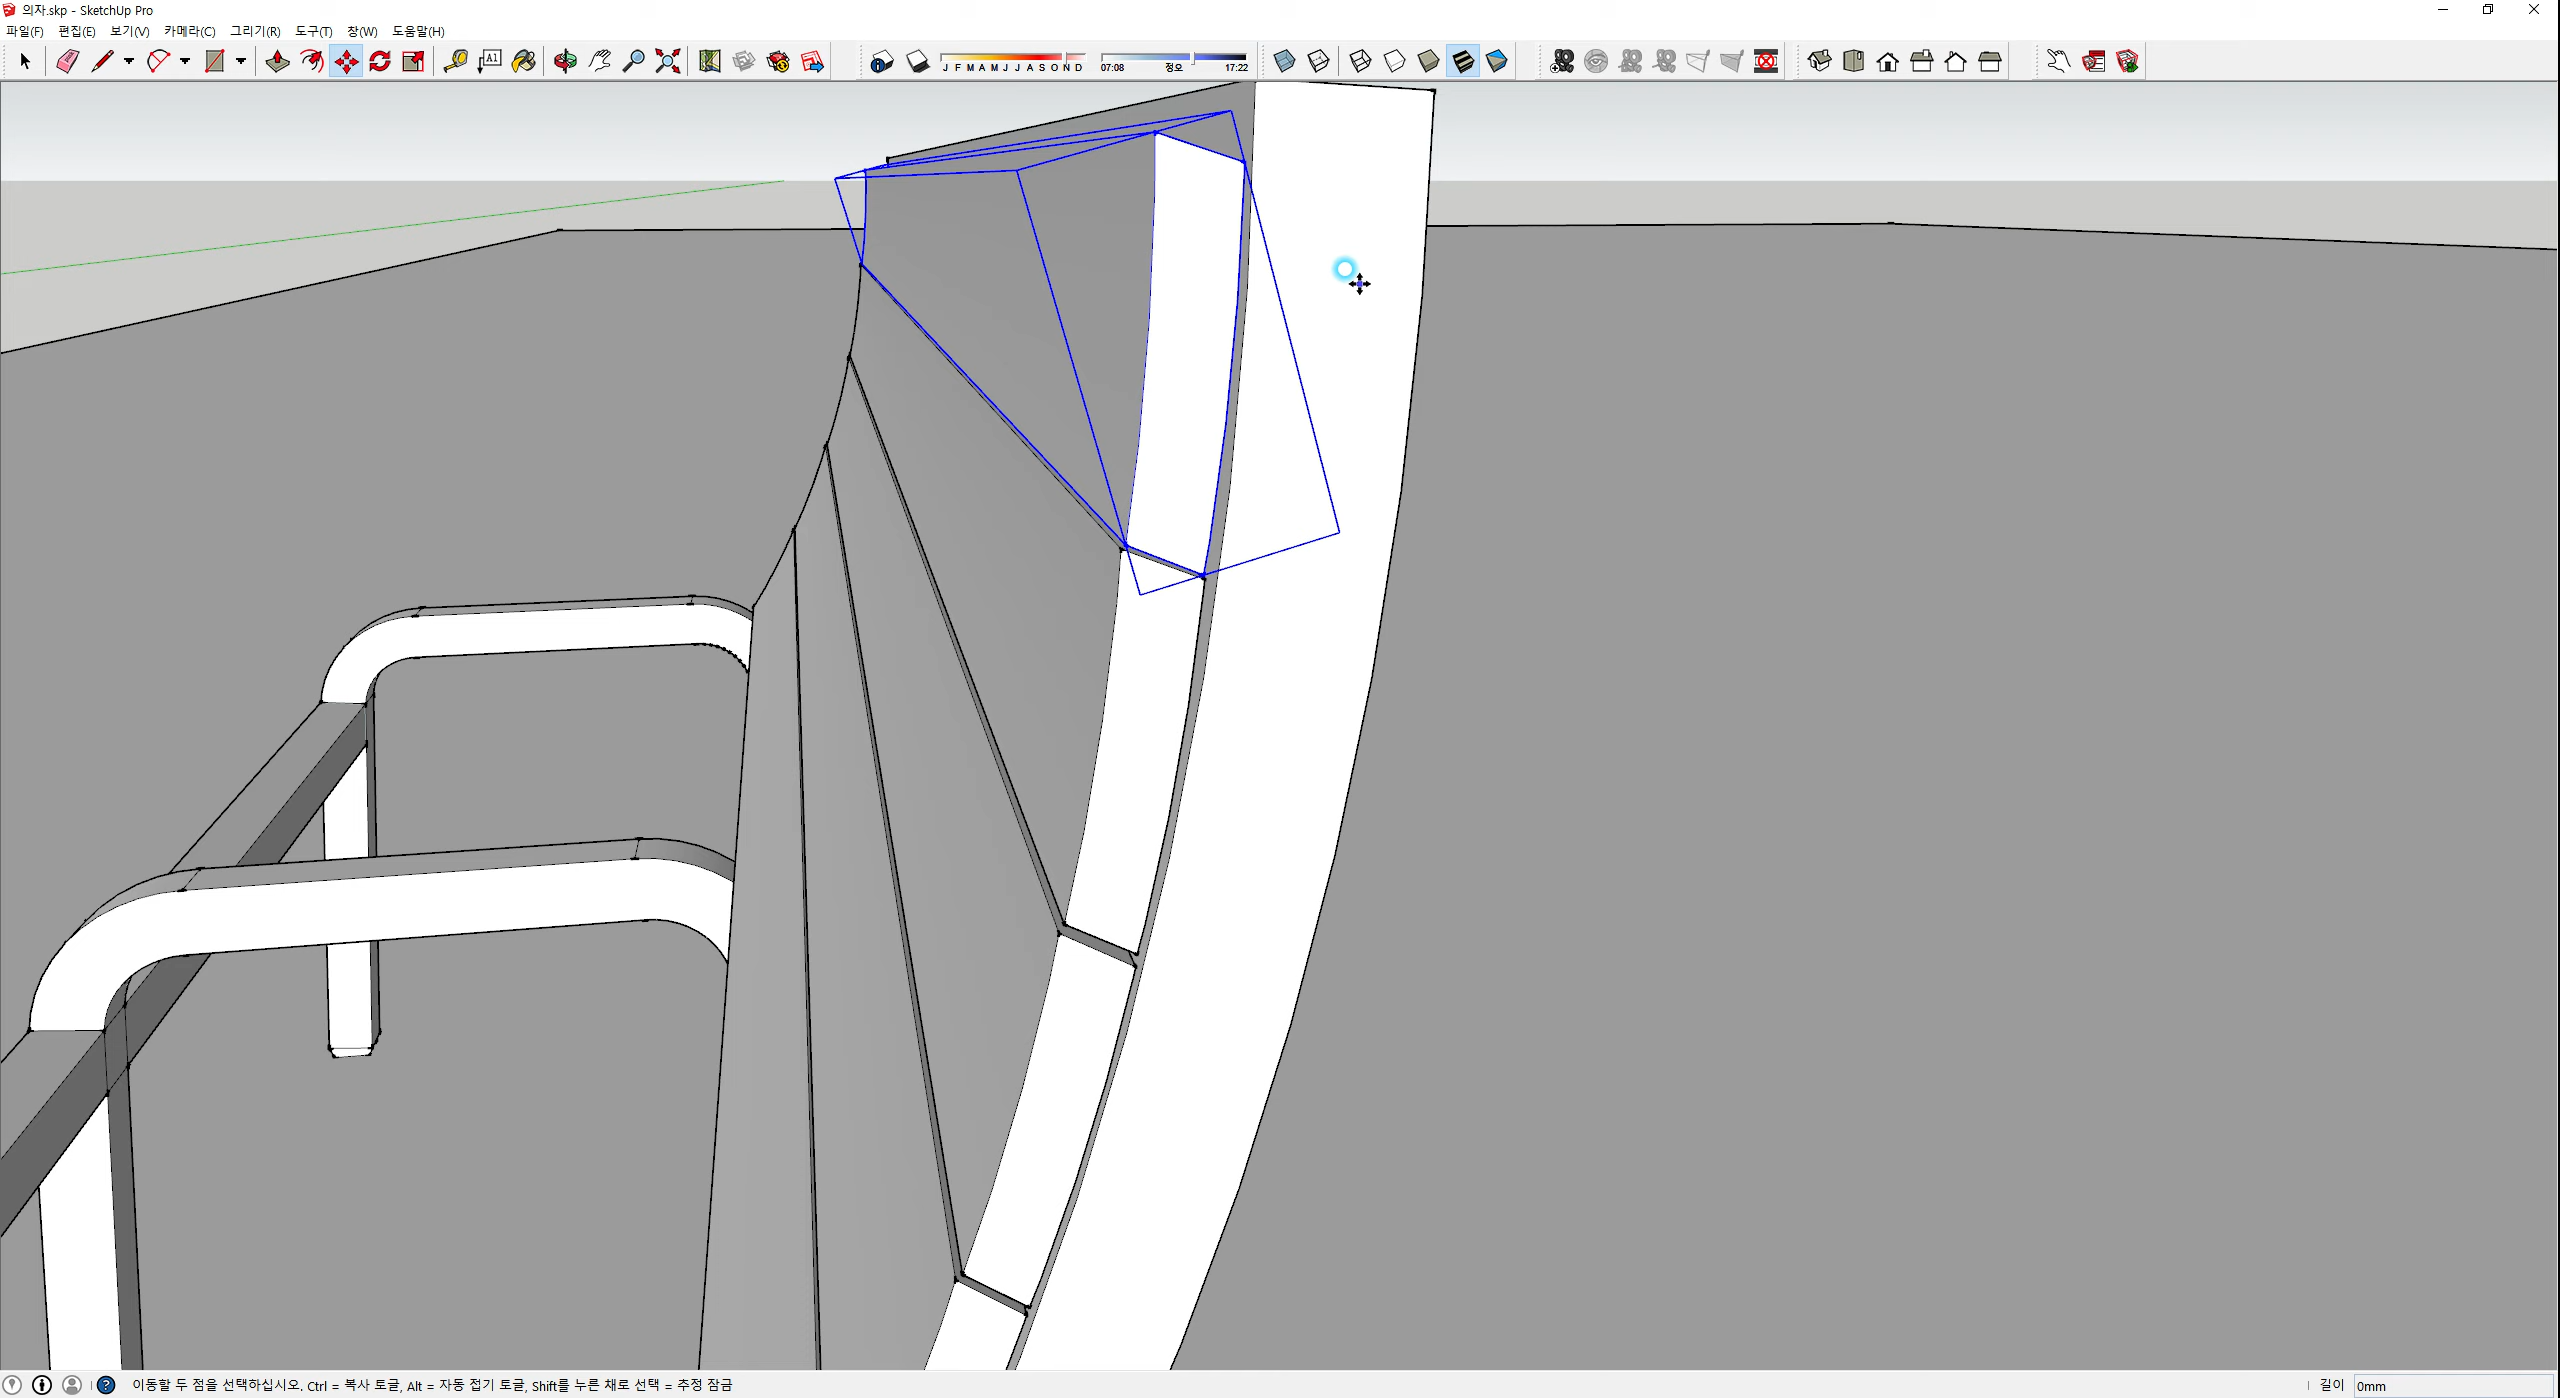 의자.skp - SketchUp Pro
파일(F) 편집(E) 보기(V) 카메라(C) 그리기(R) 도구(T) 창(W) 도움말(H)
A1
J F M A M J J A S O N D 07:08 정오 17:22
이동할 두 점을 선택하십시오. Ctrl = 복사 토글, Alt = 자동 접기 토글, Shift를 누른 채로 선택 = 추정 잠금 길이 0mm